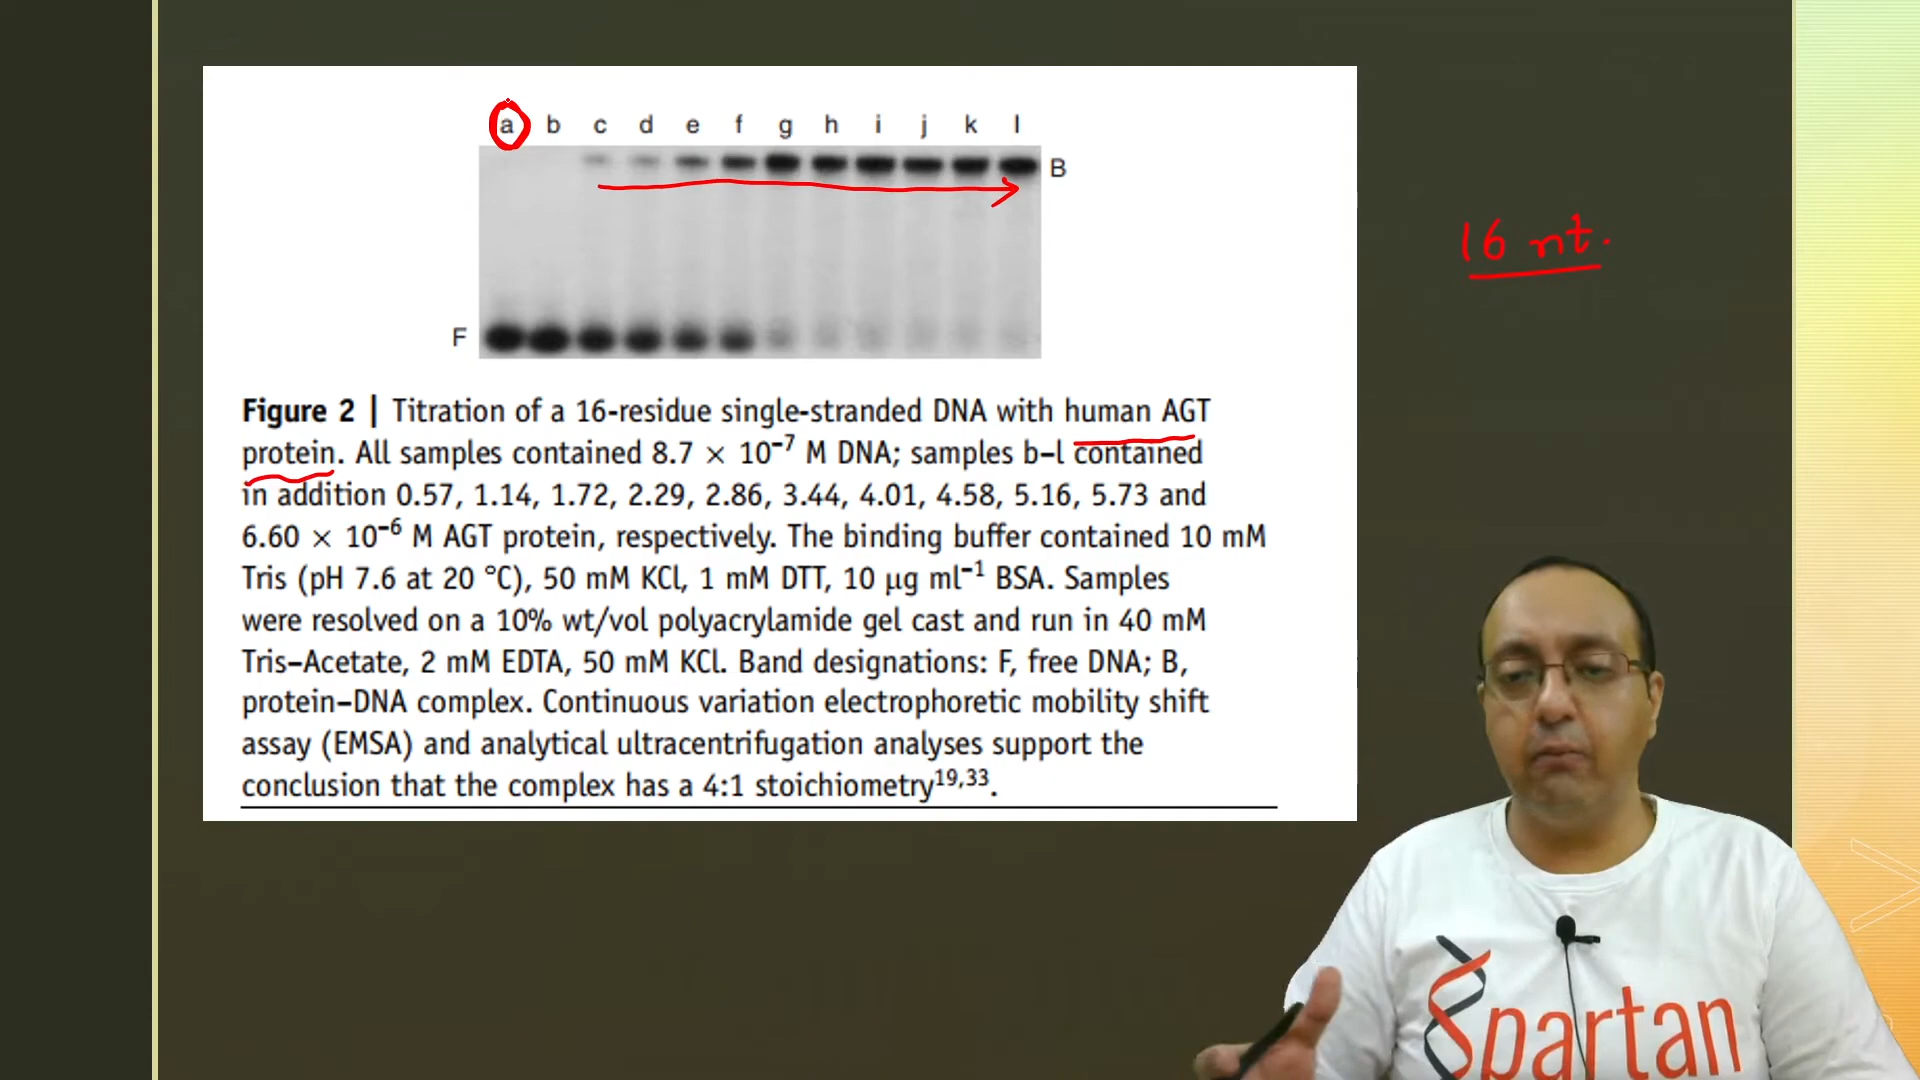 a b c d e f g h i j k l
B
16 nt.
F
Figure 2 | Titration of a 16-residue single-stranded DNA with human AGT
protein. All samples contained 8.7 × 10⁻⁷ M DNA; samples b–l contained
in addition 0.57, 1.14, 1.72, 2.29, 2.86, 3.44, 4.01, 4.58, 5.16, 5.73 and
6.60 × 10⁻⁶ M AGT protein, respectively. The binding buffer contained 10 mM
Tris (pH 7.6 at 20 °C), 50 mM KCl, 1 mM DTT, 10 μg ml⁻¹ BSA. Samples
were resolved on a 10% wt/vol polyacrylamide gel cast and run in 40 mM
Tris–Acetate, 2 mM EDTA, 50 mM KCl. Band designations: F, free DNA; B,
protein–DNA complex. Continuous variation electrophoretic mobility shift
assay (EMSA) and analytical ultracentrifugation analyses support the
conclusion that the complex has a 4:1 stoichiometry¹⁹,³³.
Spartan